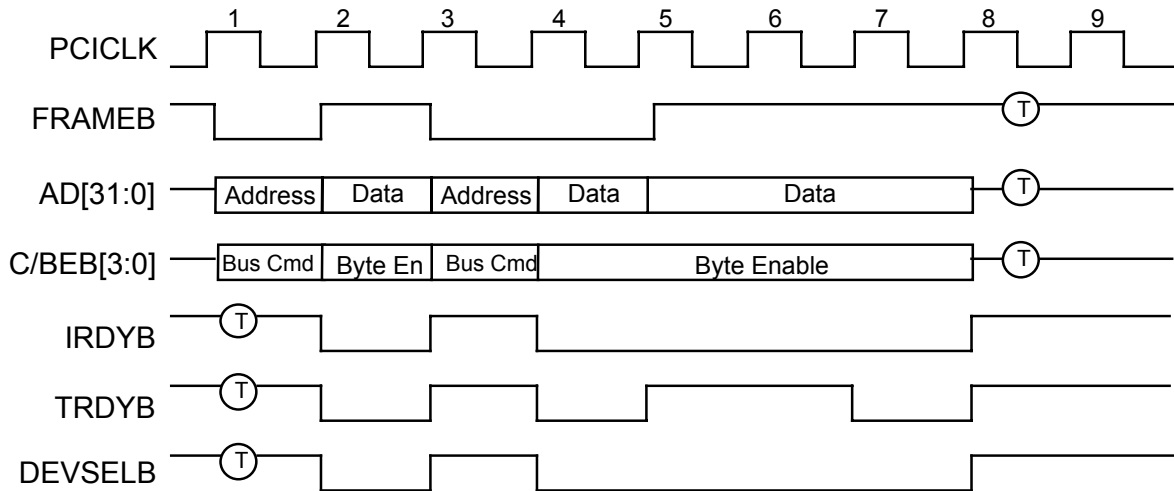 1 2 3 4 5 6 7 8 9
PCICLK
FRAMEB T
AD[31:0] Address Data Address Data Data T
C/BEB[3:0] Bus Cmd Byte En Bus Cmd Byte Enable T
IRDYB T
TRDYB T
DEVSELB T